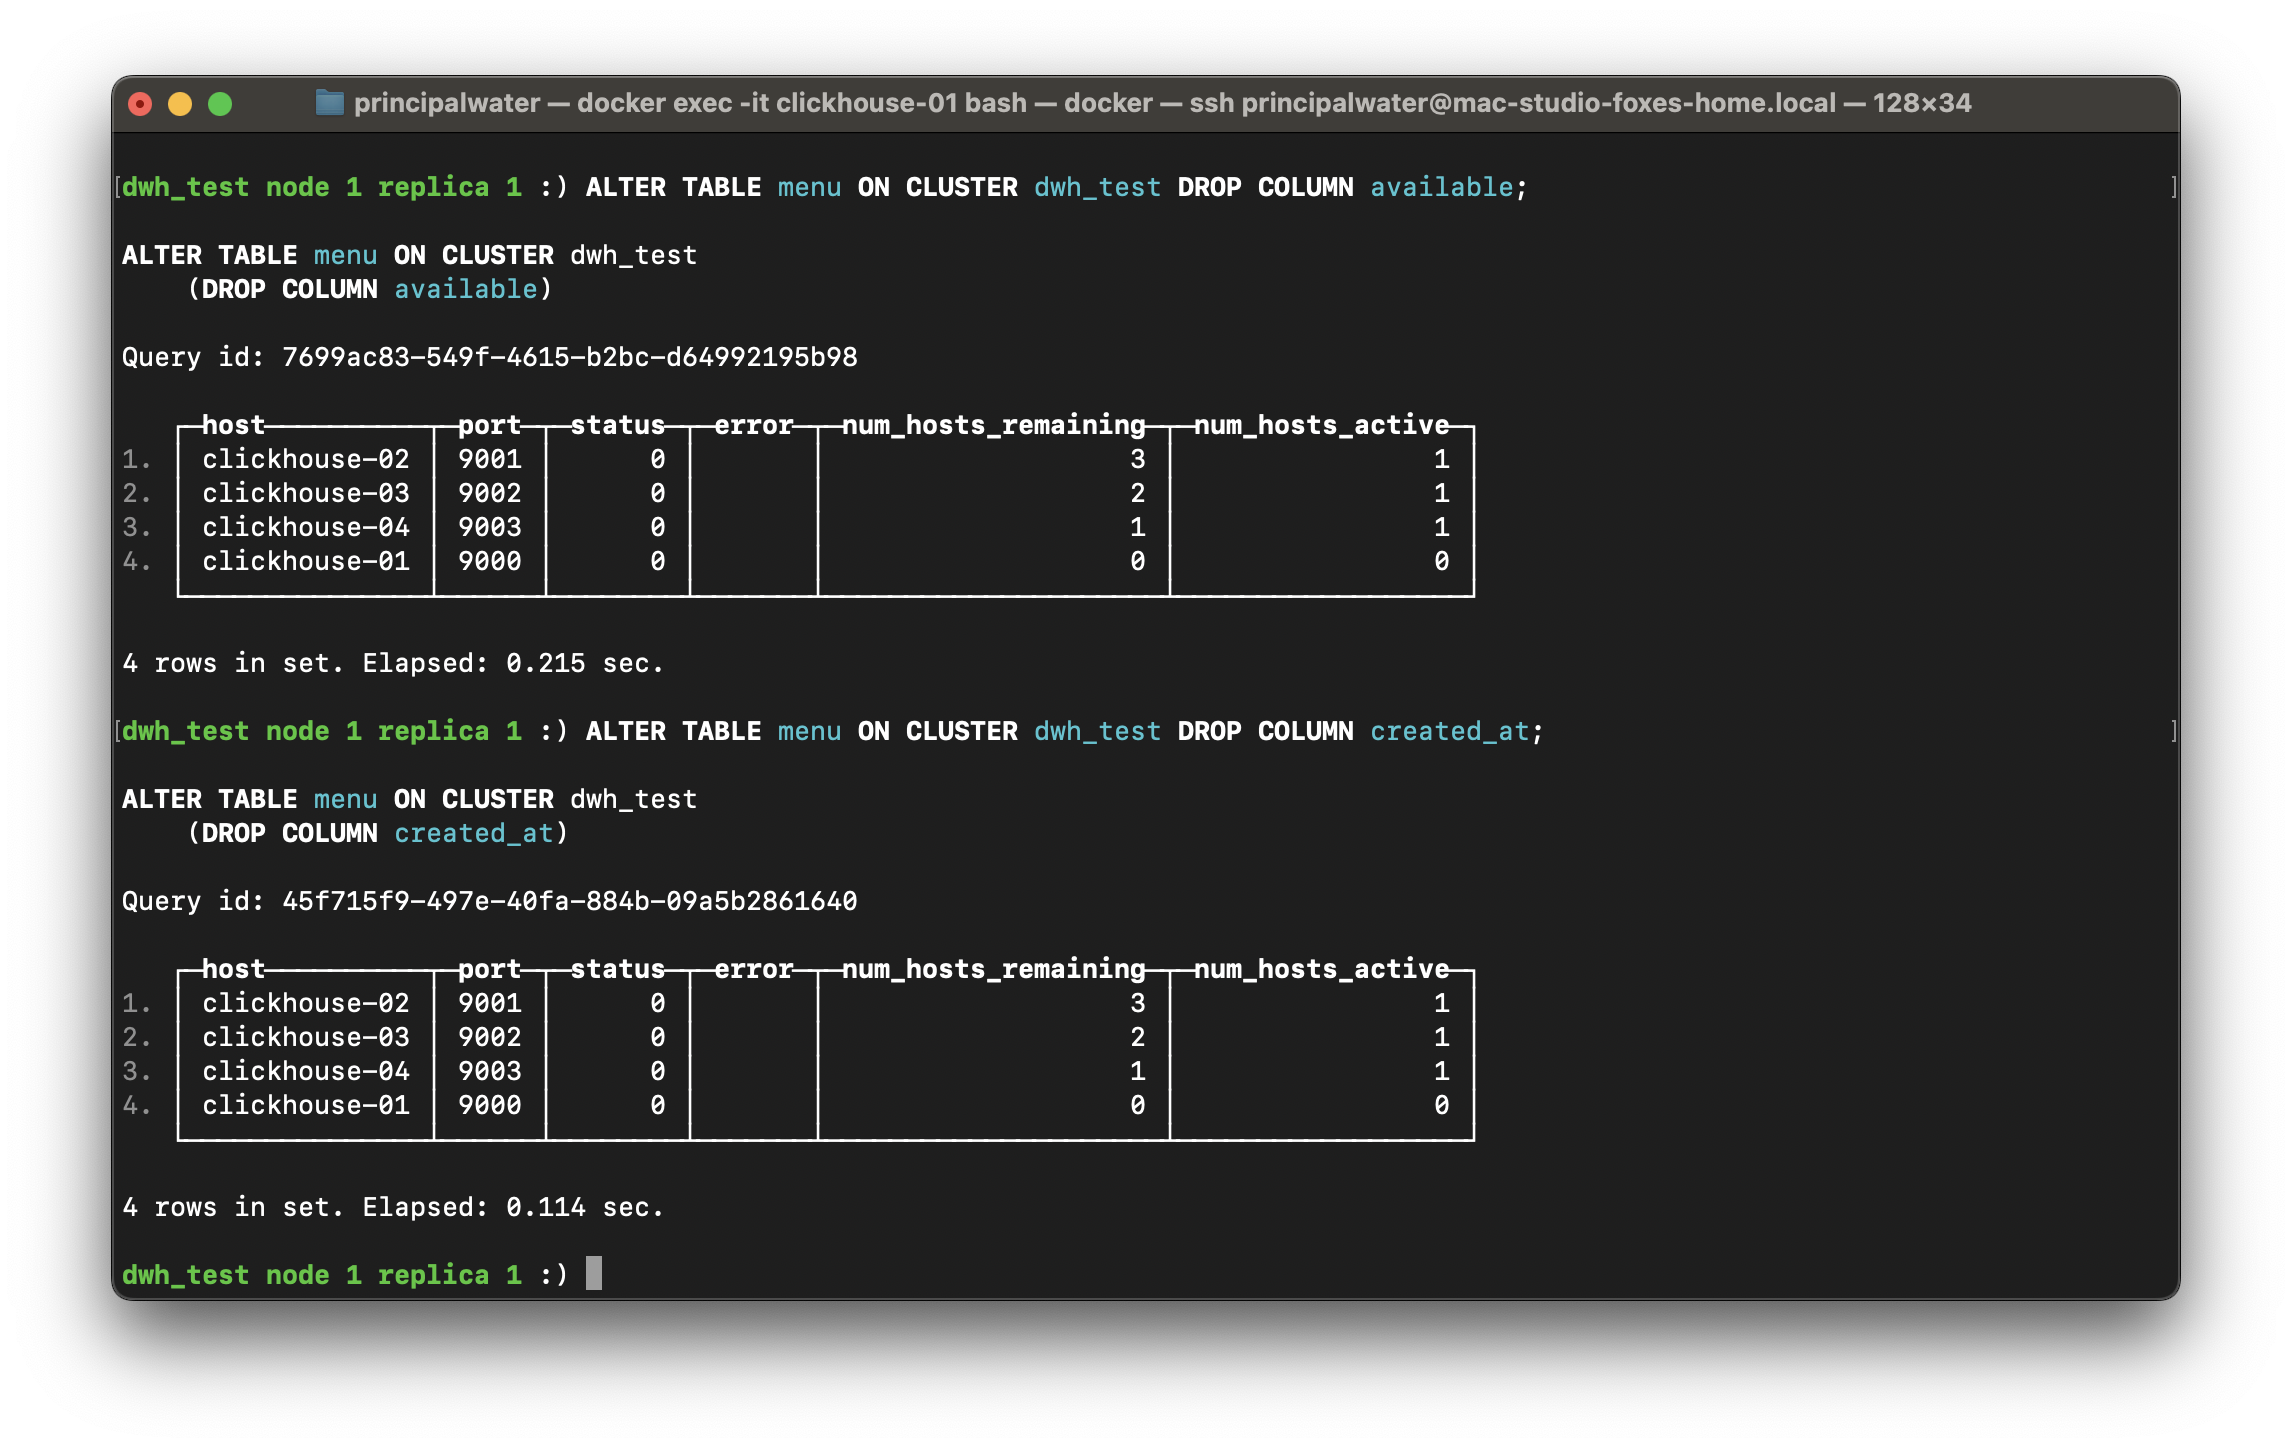 principalwater — docker exec -it clickhouse-01 bash — docker — ssh principalwater@mac-studio-foxes-home.local — 128×34
[dwh_test node 1 replica 1 :) ALTER TABLE menu ON CLUSTER dwh_test DROP COLUMN available; ]
ALTER TABLE menu ON CLUSTER dwh_test
(DROP COLUMN available)
Query id: 7699ac83-549f-4615-b2bc-d64992195b98
host port status error num_hosts_remaining num_hosts_active
1. clickhouse-02 9001 0 3 1
2. clickhouse-03 9002 0 2 1
3. clickhouse-04 9003 0 1 1
4. clickhouse-01 9000 0 0 0
4 rows in set. Elapsed: 0.215 sec.
[dwh_test node 1 replica 1 :) ALTER TABLE menu ON CLUSTER dwh_test DROP COLUMN created_at; ]
ALTER TABLE menu ON CLUSTER dwh_test
(DROP COLUMN created_at)
Query id: 45f715f9-497e-40fa-884b-09a5b2861640
host port status error num_hosts_remaining num_hosts_active
1. clickhouse-02 9001 0 3 1
2. clickhouse-03 9002 0 2 1
3. clickhouse-04 9003 0 1 1
4. clickhouse-01 9000 0 0 0
4 rows in set. Elapsed: 0.114 sec.
dwh_test node 1 replica 1 :)